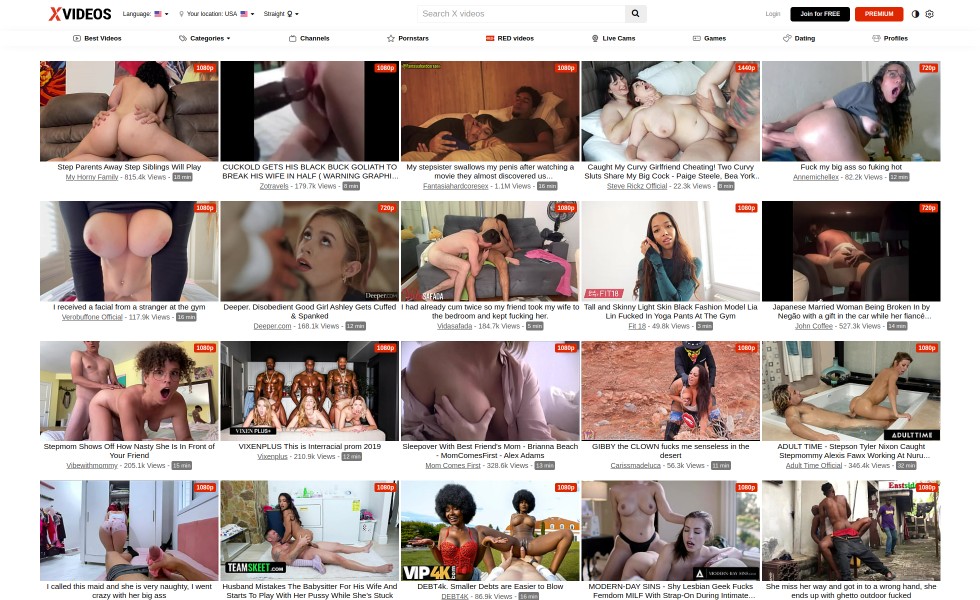 XVIDEOS
Language:
Your location: USA
Straight
Search X videos
Login
Join for FREE
PREMIUM
Best Videos
Categories
Channels
Pornstars
RED videos
Live Cams
Games
Dating
Profiles
1080p
1080p
1080p
1440p
720p
Step Parents Away Step Siblings Will Play
My Horny Family - 815.4k Views - 18 min
CUCKOLD GETS HIS BLACK BUCK GOLIATH TO
BREAK HIS WIFE IN HALF ( WARNING GRAPHI...
Zotravels - 179.7k Views - 8 min
My stepsister swallows my penis after watching a
movie they almost discovered us...
Fantasiahardcoresex - 1.1M Views - 16 min
Caught My Curvy Girlfriend Cheating! Two Curvy
Sluts Share My Big Cock - Paige Steele, Bea York..
Steve Rickz Official - 22.3k Views - 8 min
Fuck my big ass so fuking hot
Annemichellex - 82.2k Views - 12 min
1080p
720p
1080p
1080p
720p
Deeper.COM
SAFADA
FIT18
I received a facial from a stranger at the gym
Verobuffone Official - 117.9k Views - 16 min
Deeper. Disobedient Good Girl Ashley Gets Cuffed
& Spanked
Deeper.com - 168.1k Views - 12 min
I had already cum twice so my friend took my wife to
the bedroom and kept fucking her.
Vidasafada - 184.7k Views - 5 min
Tall and Skinny Light Skin Black Fashion Model Lia
Lin Fucked In Yoga Pants At The Gym
Fit 18 - 49.8k Views - 3 min
Japanese Married Woman Being Broken In by
Negão with a gift in the car while her fiancé...
John Coffee - 527.3k Views - 14 min
1080p
1080p
1080p
1080p
1080p
VIXEN PLUS+
ADULT TIME
Stepmom Shows Off How Nasty She Is In Front of
Your Friend
Vibewithmommy - 205.1k Views - 15 min
VIXENPLUS This is Interracial prom 2019
Vixenplus - 210.9k Views - 12 min
Sleepover With Best Friend's Mom - Brianna Beach
- MomComesFirst - Alex Adams
Mom Comes First - 328.6k Views - 13 min
GIBBY the CLOWN fucks me senseless in the
desert
Carissmadeluca - 56.3k Views - 11 min
ADULT TIME - Stepson Tyler Nixon Caught
Stepmommy Alexis Fawx Working At Nuru...
Adult Time Official - 346.4k Views - 32 min
1080p
1080p
1080p
1080p
1080p
Eastside
TEAMSKEET.COM
VIP4K
MODERN DAY SINS
I called this maid and she is very naughty, I went
crazy with her big ass
Husband Mistakes The Babysitter For His Wife And
Starts To Play With Her Pussy While She's Stuck
DEBT4k. Smaller Debts are Easier to Blow
DEBT4K - 86.9k Views - 16 min
MODERN-DAY SINS - Shy Lesbian Geek Fucks
Femdom MILF With Strap-On During Intimate...
She miss her way and got in to a wrong hand, she
ends up with ghetto outdoor fucked